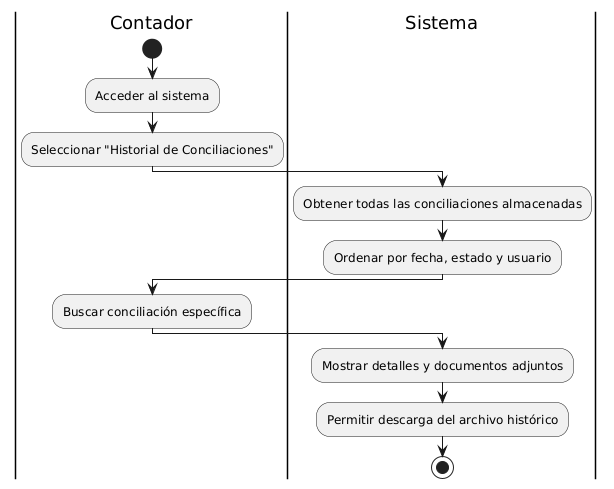 Contador
Sistema
Acceder al sistema
Seleccionar "Historial de Conciliaciones"
Obtener todas las conciliaciones almacenadas
Ordenar por fecha, estado y usuario
Buscar conciliación específica
Mostrar detalles y documentos adjuntos
Permitir descarga del archivo histórico